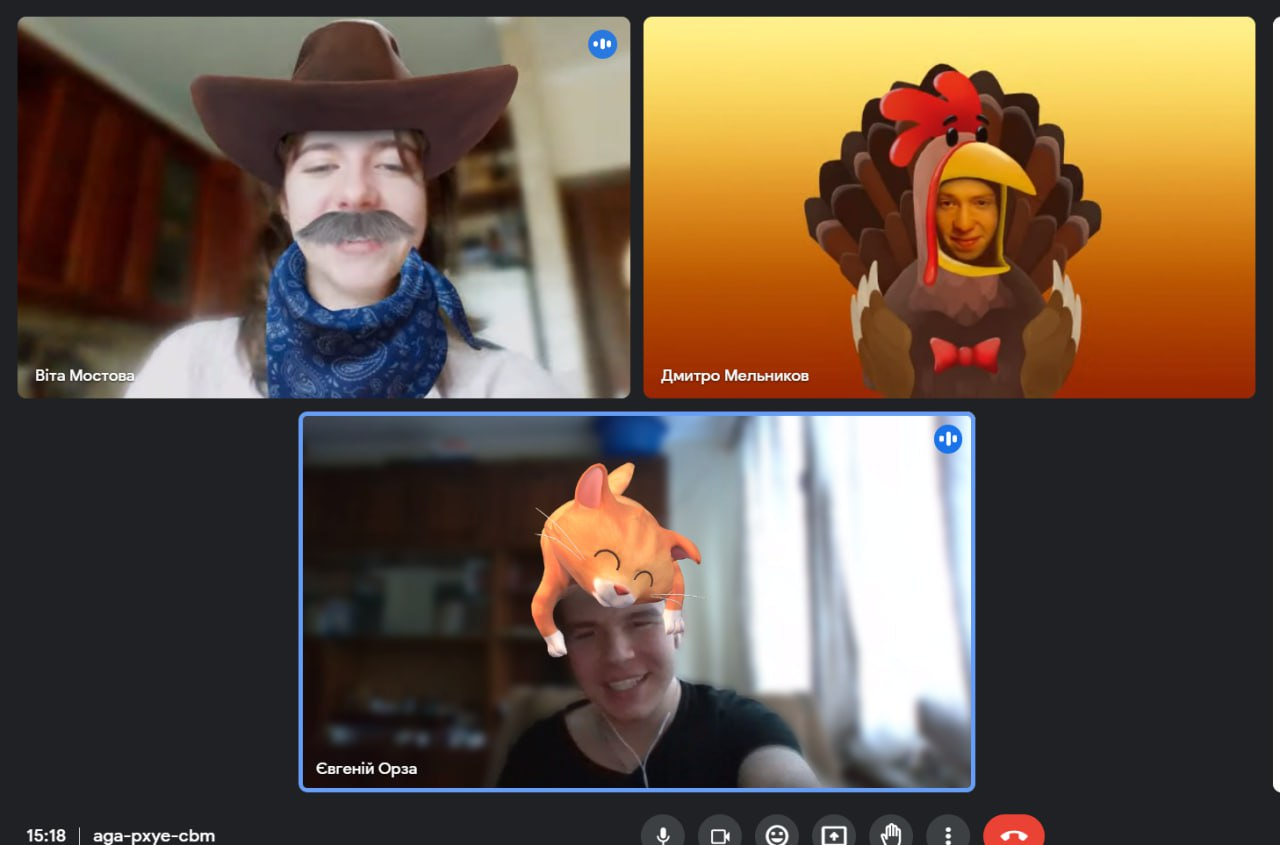 Віта Мостова
Дмитро Мельников
Євгеній Орза
15:18 | aga-pxye-cbm